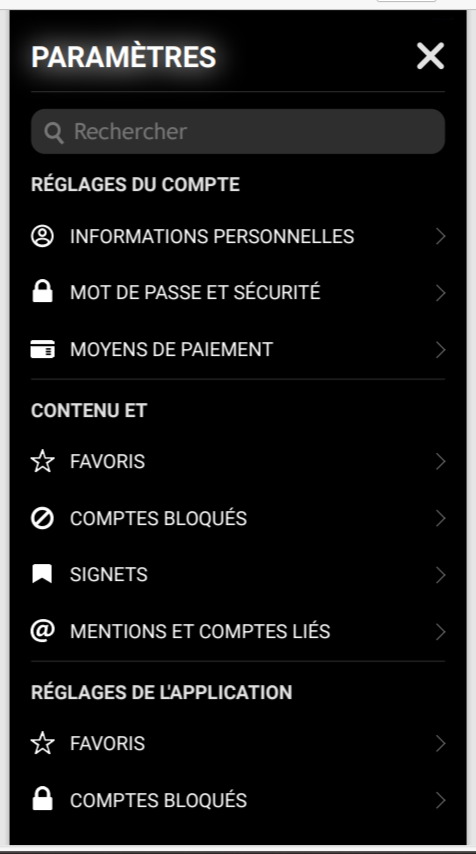 PARAMÈTRES
Rechercher
RÉGLAGES DU COMPTE
INFORMATIONS PERSONNELLES
MOT DE PASSE ET SÉCURITÉ
MOYENS DE PAIEMENT
CONTENU ET
FAVORIS
COMPTES BLOQUÉS
SIGNETS
@ MENTIONS ET COMPTES LIÉS
RÉGLAGES DE L'APPLICATION
FAVORIS
COMPTES BLOQUÉS